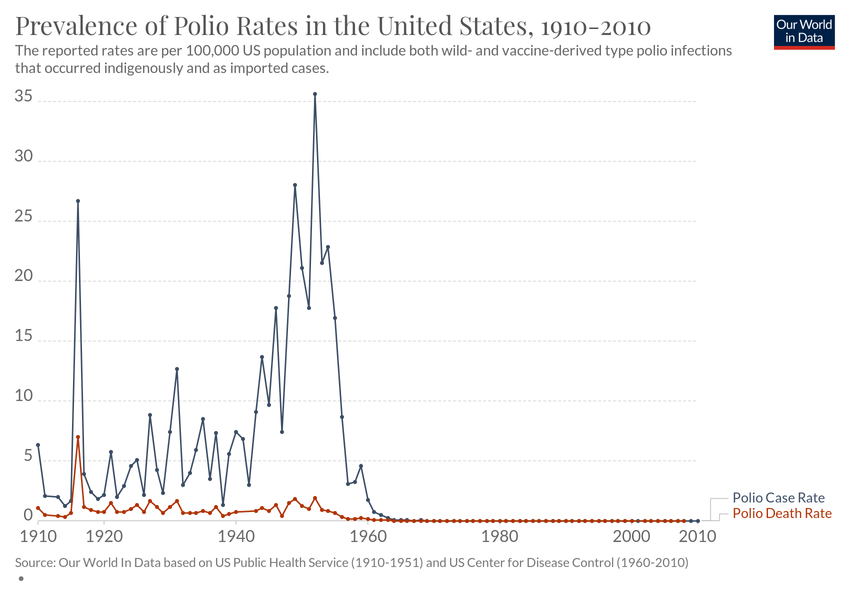 Prevalence of Polio Rates in the United States, 1910-2010
Our World
in Data
The reported rates are per 100,000 US population and include both wild- and vaccine-derived type polio infections
that occurred indigenously and as imported cases.
35
30
25
20
15
10
5
0
Polio Case Rate
Polio Death Rate
1910 1920 1940 1960 1980 2000 2010
Source: Our World In Data based on US Public Health Service (1910-1951) and US Center for Disease Control (1960-2010)
•